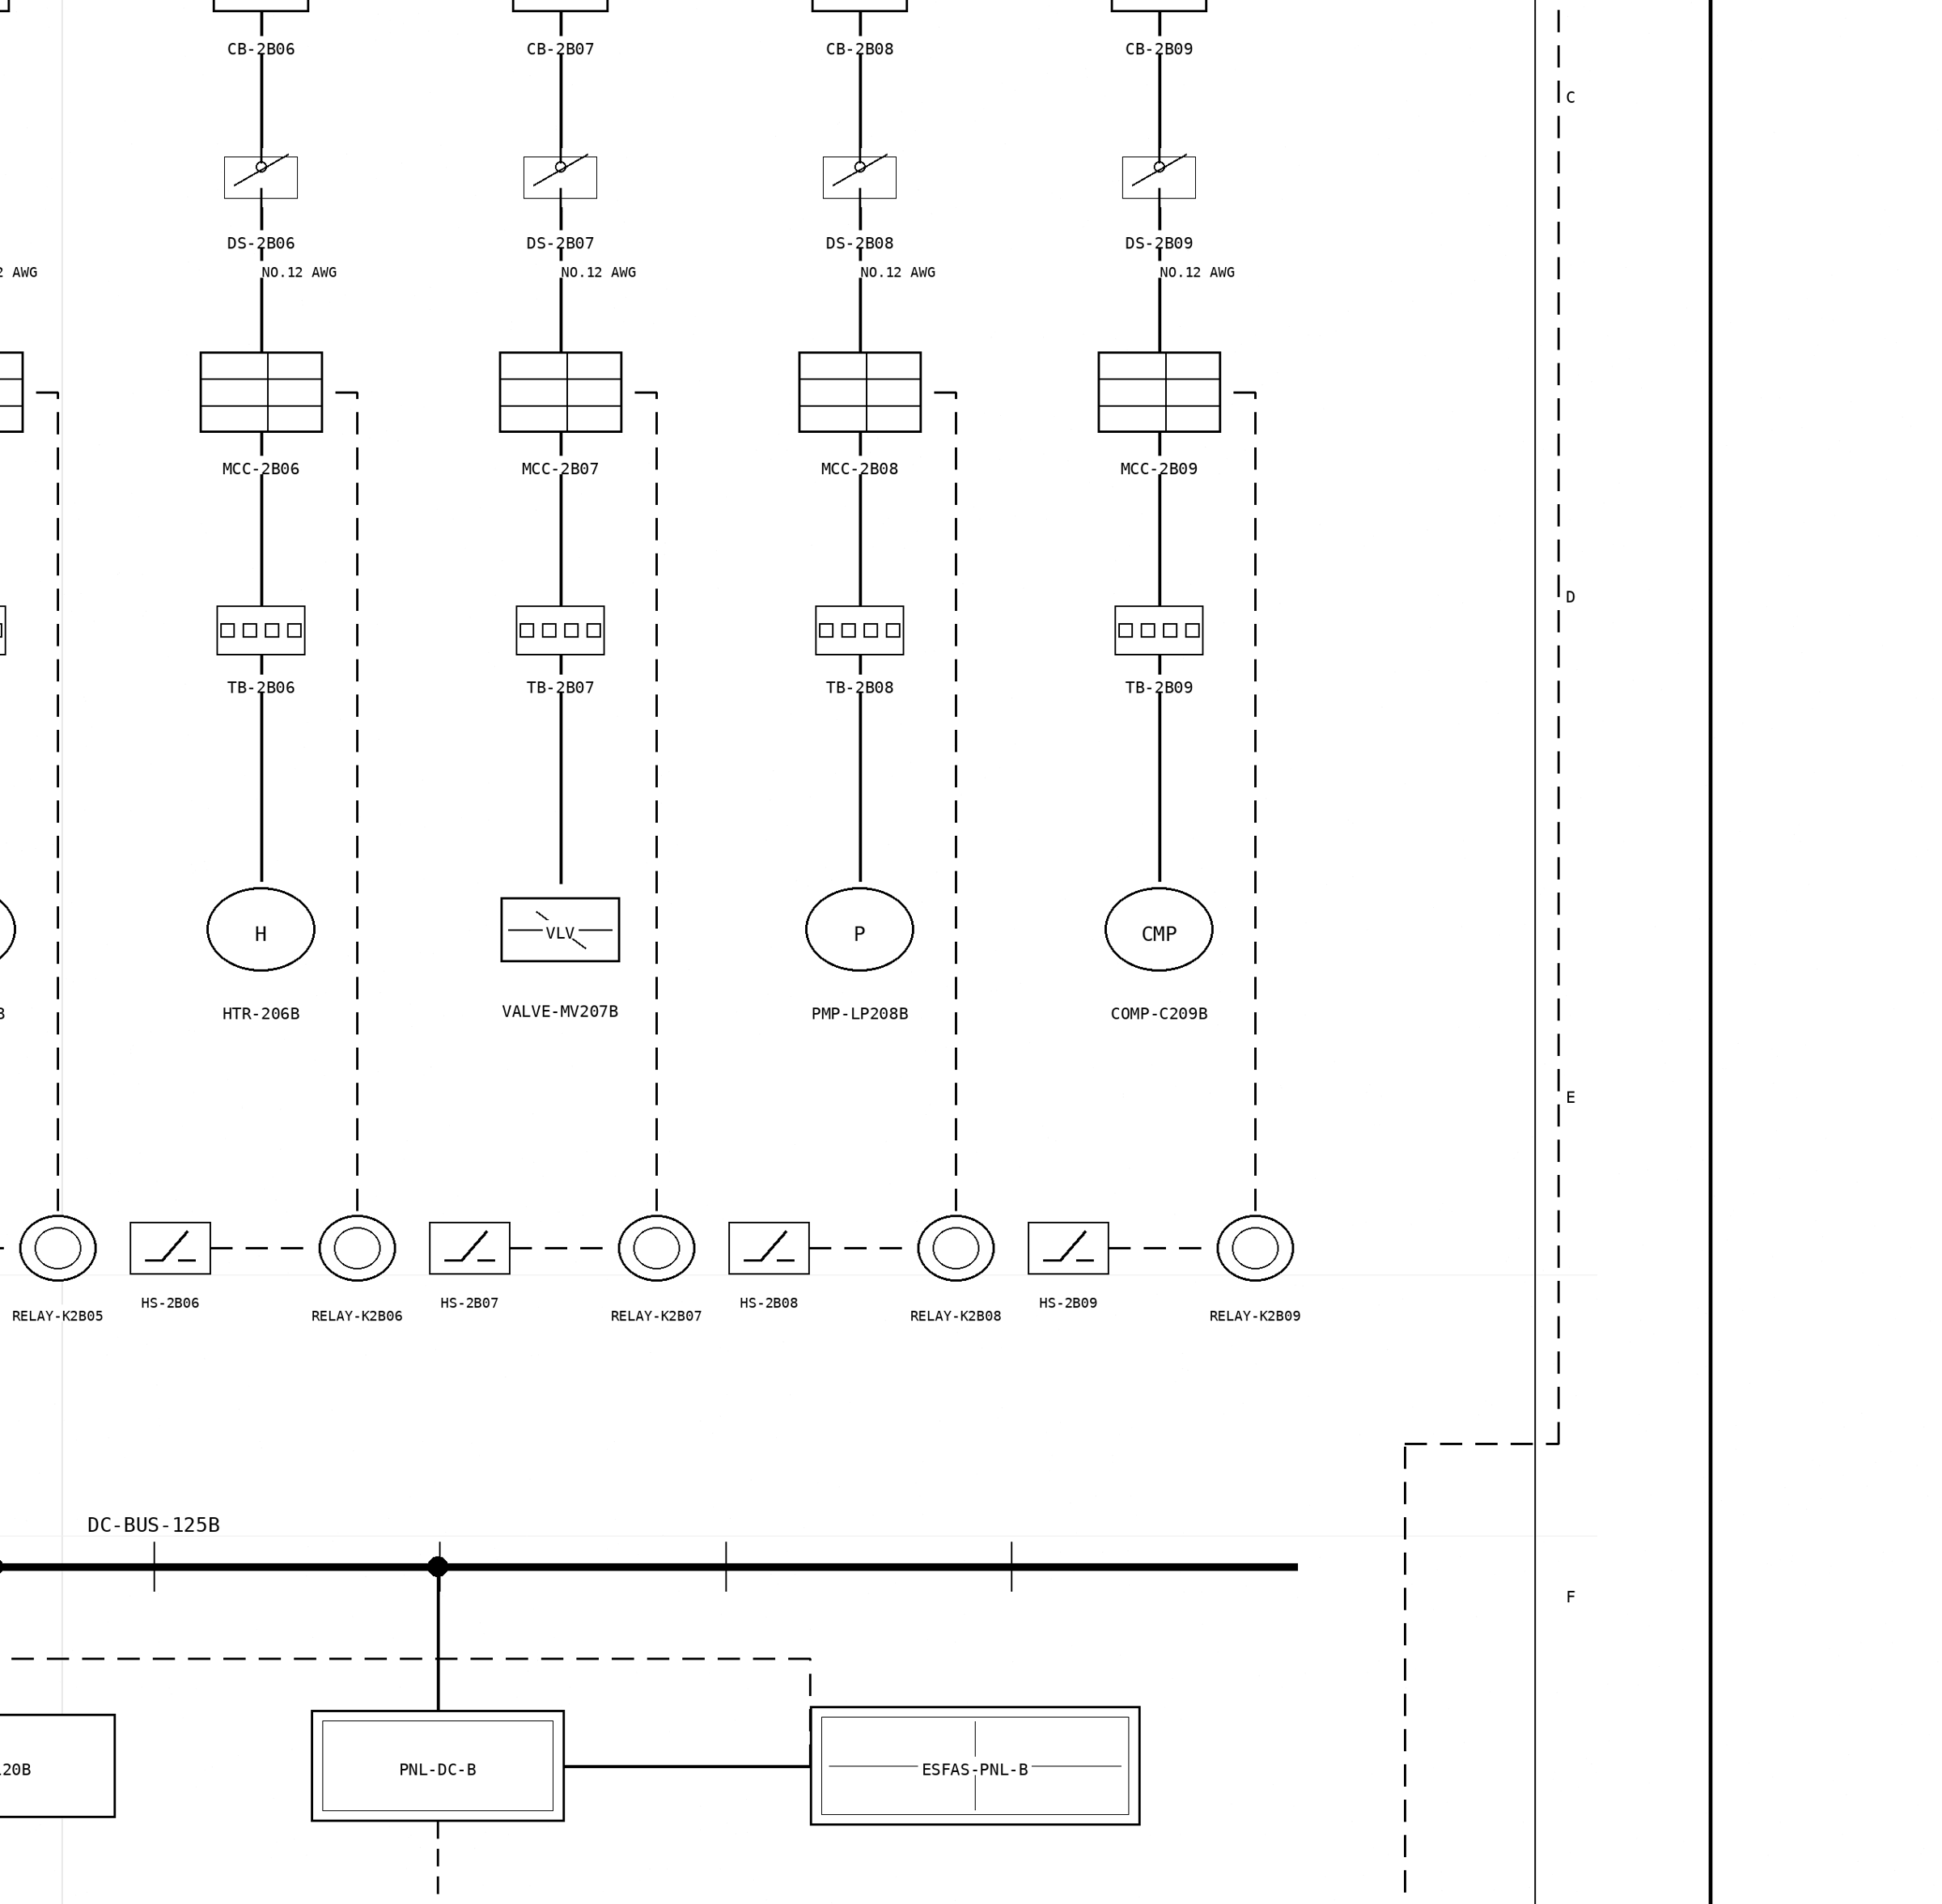 CB-2B06 CB-2B07 CB-2B08 CB-2B09
C
DS-2B06 DS-2B07 DS-2B08 DS-2B09
AWG NO.12 AWG NO.12 AWG NO.12 AWG NO.12 AWG
MCC-2B06 MCC-2B07 MCC-2B08 MCC-2B09
D
TB-2B06 TB-2B07 TB-2B08 TB-2B09
H VLV P CMP
HTR-206B VALVE-MV207B PMP-LP208B COMP-C209B
E
HS-2B06 HS-2B07 HS-2B08 HS-2B09
RELAY-K2B05 RELAY-K2B06 RELAY-K2B07 RELAY-K2B08 RELAY-K2B09
DC-BUS-125B
F
20B PNL-DC-B ESFAS-PNL-B